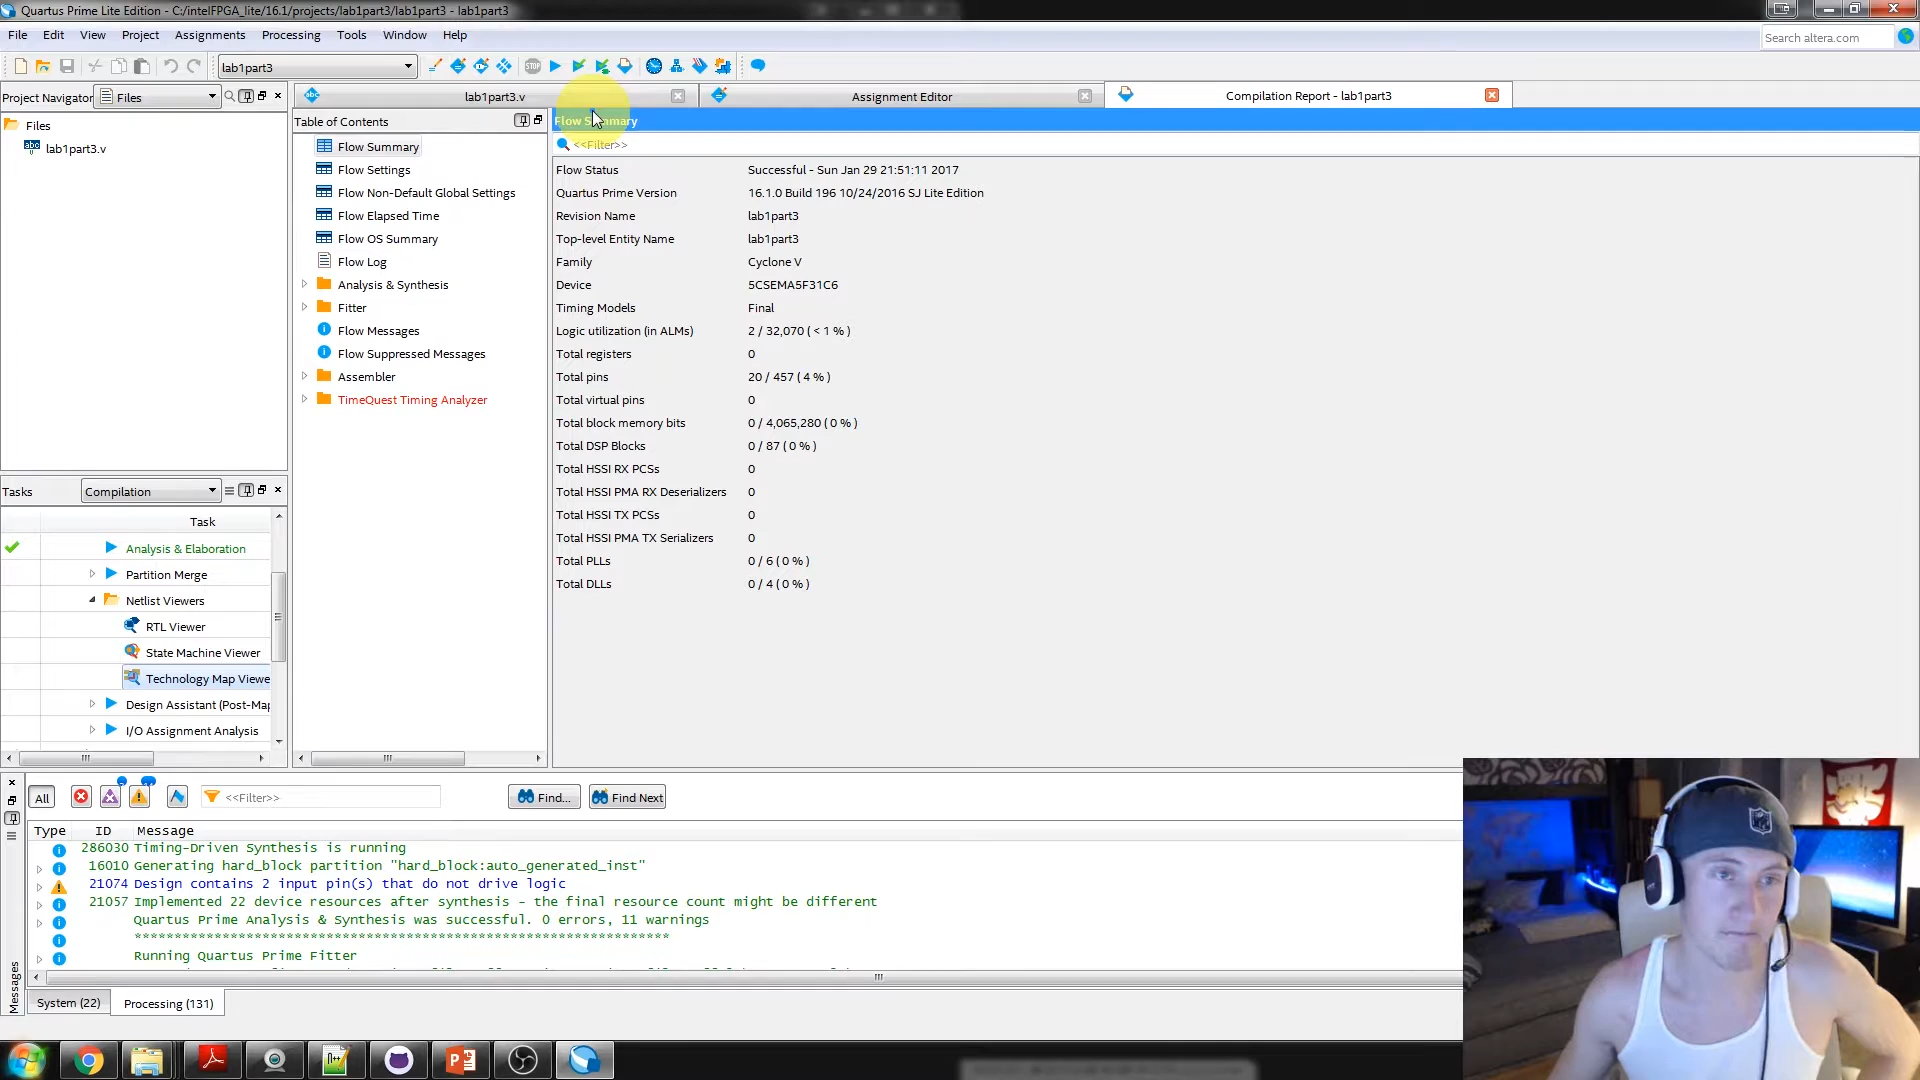 Quartus Prime Lite Edition - C:/intelFPGA_lite/16.1/projects/lab1part3/lab1part3 - lab1part3
File Edit View Project Assignments Processing Tools Window Help
Search altera.com
lab1part3
Project Navigator Files
lab1part3.v
Assignment Editor
Compilation Report - lab1part3
Files
lab1part3.v
Table of Contents
Flow Summary
Flow Settings
Flow Non-Default Global Settings
Flow Elapsed Time
Flow OS Summary
Flow Log
Analysis & Synthesis
Fitter
Flow Messages
Flow Suppressed Messages
Assembler
TimeQuest Timing Analyzer
Flow Summary
<<Filter>>
Flow Status Successful - Sun Jan 29 21:51:11 2017
Quartus Prime Version 16.1.0 Build 196 10/24/2016 SJ Lite Edition
Revision Name lab1part3
Top-level Entity Name lab1part3
Family Cyclone V
Device 5CSEMA5F31C6
Timing Models Final
Logic utilization (in ALMs) 2 / 32,070 ( < 1 % )
Total registers 0
Total pins 20 / 457 ( 4 % )
Total virtual pins 0
Total block memory bits 0 / 4,065,280 ( 0 % )
Total DSP Blocks 0 / 87 ( 0 % )
Total HSSI RX PCSs 0
Total HSSI PMA RX Deserializers 0
Total HSSI TX PCSs 0
Total HSSI PMA TX Serializers 0
Total PLLs 0 / 6 ( 0 % )
Total DLLs 0 / 4 ( 0 % )
Tasks Compilation
Task
Analysis & Elaboration
Partition Merge
Netlist Viewers
RTL Viewer
State Machine Viewer
Technology Map Viewe
Design Assistant (Post-Map
I/O Assignment Analysis
All <<Filter>> Find... Find Next
Type ID Message
286030 Timing-Driven Synthesis is running
16010 Generating hard_block partition "hard_block:auto_generated_inst"
21074 Design contains 2 input pin(s) that do not drive logic
21057 Implemented 22 device resources after synthesis - the final resource count might be different
Quartus Prime Analysis & Synthesis was successful. 0 errors, 11 warnings
*******************************************************************
Running Quartus Prime Fitter
Messages
System (22) Processing (131)